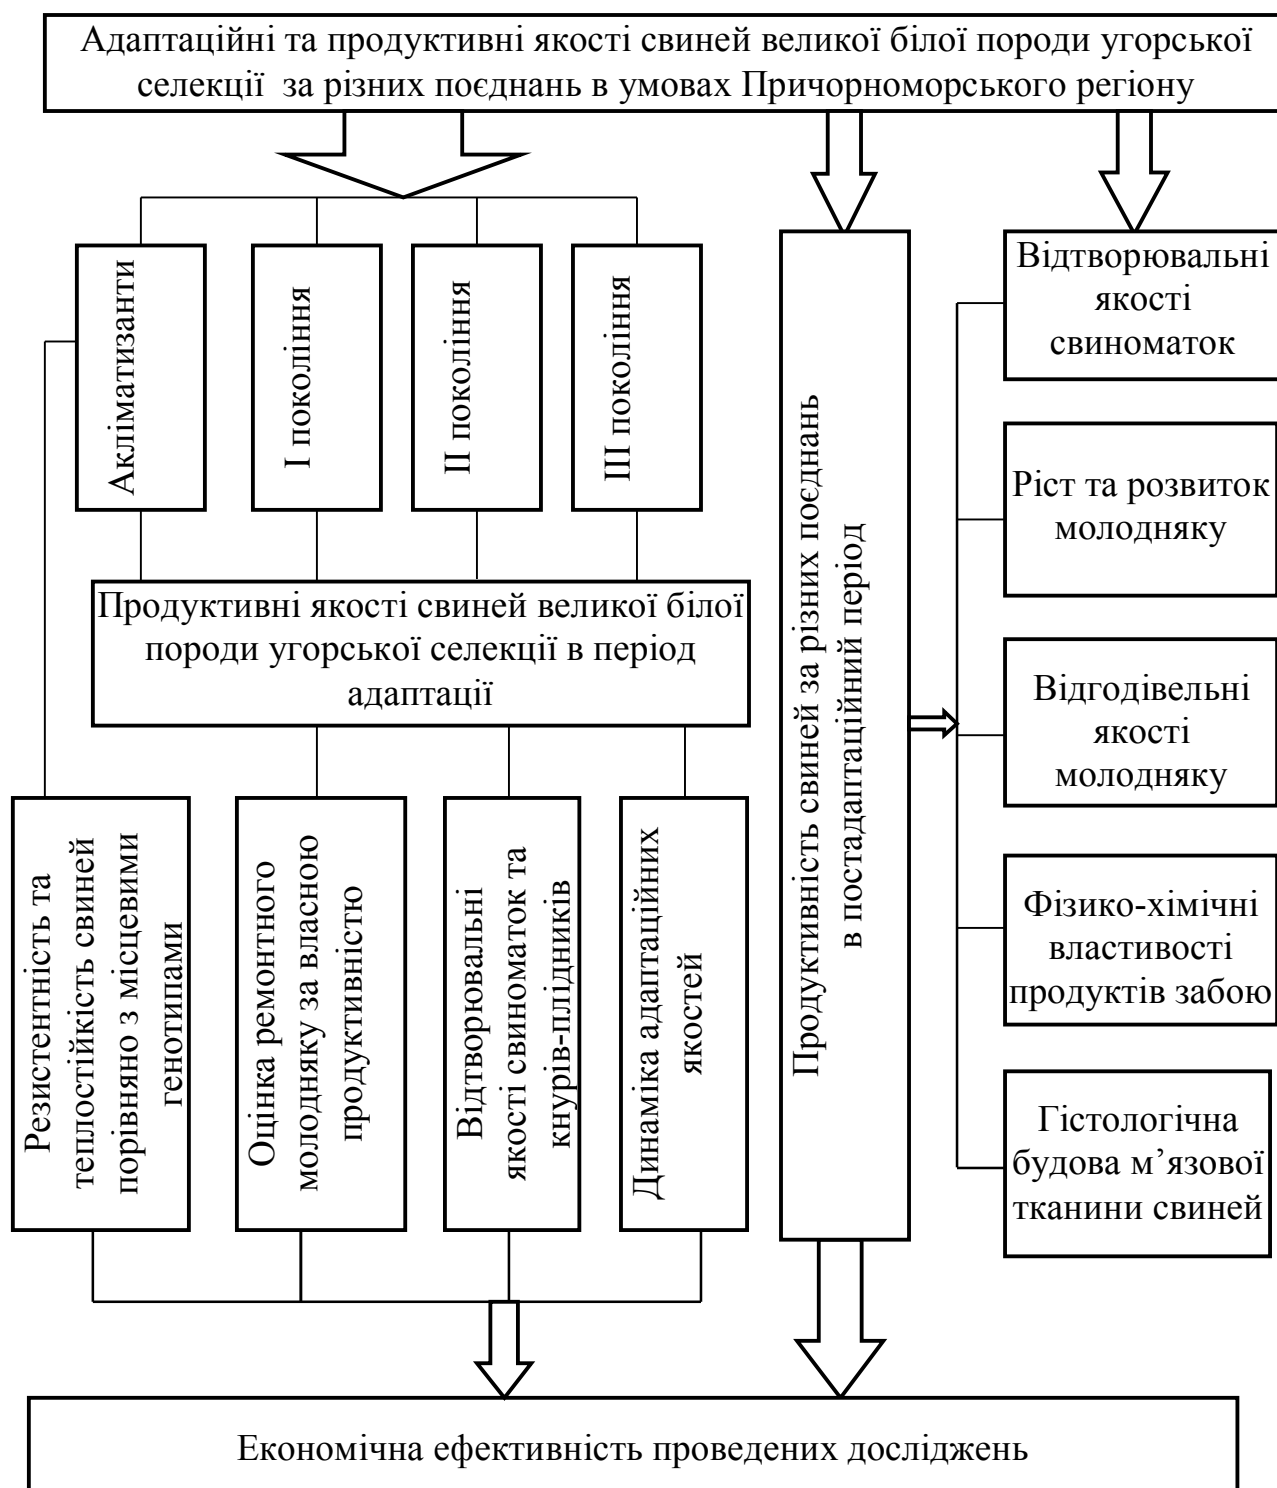 Адаптаційні та продуктивні якості свиней великої білої породи угорської
селекції за різних поєднань в умовах Причорноморського регіону
Акліматизанти
І покоління
ІІ покоління
ІІІ покоління
Продуктивні якості свиней великої білої
породи угорської селекції в період
адаптації
Резистентність та
теплостійкість свиней
порівняно з місцевими
генотипами
Оцінка ремонтного
молодняку за власною
продуктивністю
Відтворювальні
якості свиноматок та
кнурів-плідників
Динаміка адаптаційних
якостей
Продуктивність свиней за різних поєднань
в постадаптаційний період
Відтворювальні
якості
свиноматок
Ріст та розвиток
молодняку
Відгодівельні
якості
молодняку
Фізико-хімічні
властивості
продуктів забою
Гістологічна
будова м’язової
тканини свиней
Економічна ефективність проведених досліджень